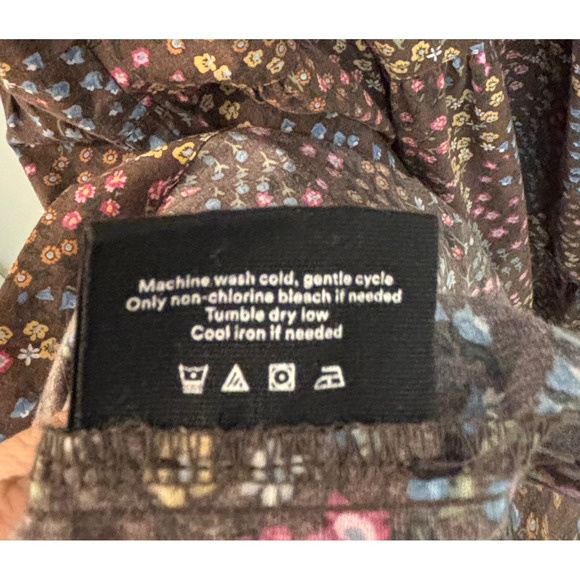 Machine wash cold, gentle cycle
Only non-chlorine bleach if needed
Tumble dry low
Cool iron if needed